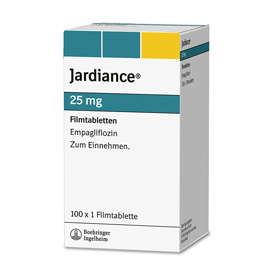 Jardiance®
25 mg
Filmtabletten
Empagliflozin
Zum Einnehmen.
100 x 1 Filmtablette
Boehringer
Ingelheim